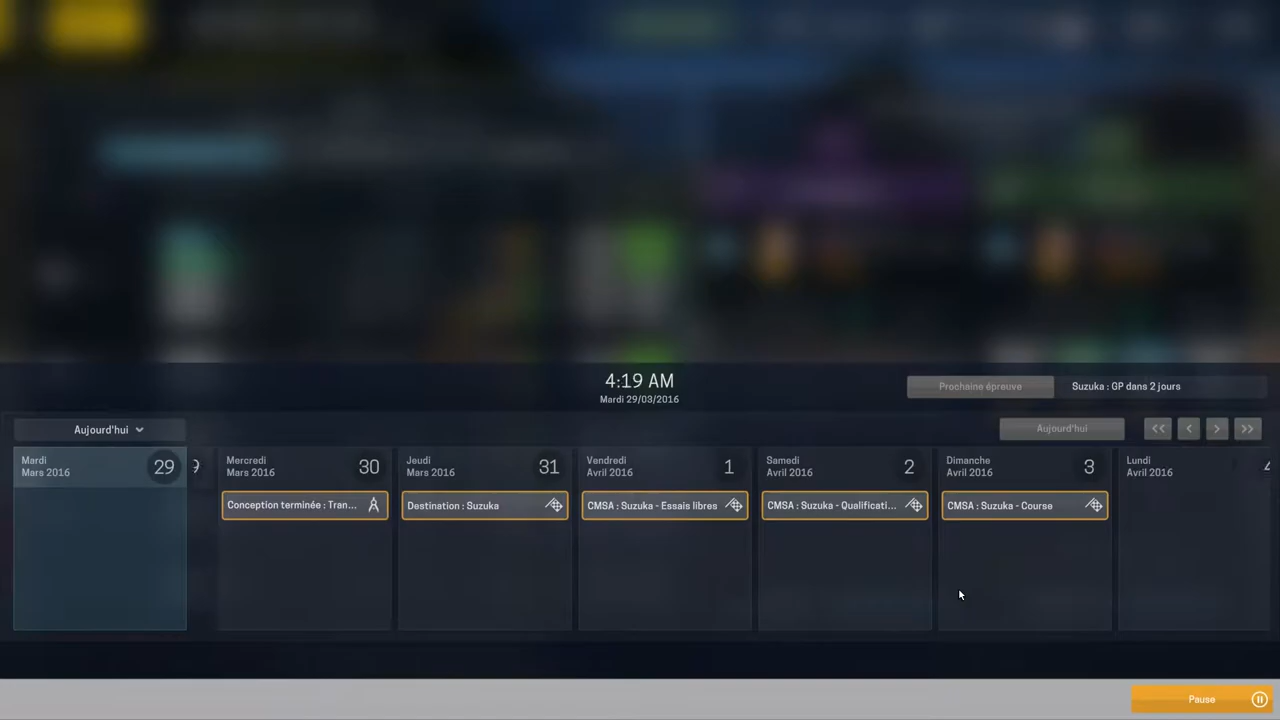 4:19 AM
Mardi 29/03/2016
Prochaine épreuve
Suzuka : GP dans 2 jours
Aujourd'hui
Aujourd'hui
<<
<
>
>>
Mardi
Mars 2016
29
Mercredi
Mars 2016
30
Jeudi
Mars 2016
31
Vendredi
Avril 2016
1
Samedi
Avril 2016
2
Dimanche
Avril 2016
3
Lundi
Avril 2016
Conception terminée : Tran...
Destination : Suzuka
CMSA : Suzuka - Essais libres
CMSA : Suzuka - Qualificati...
CMSA : Suzuka - Course
Pause